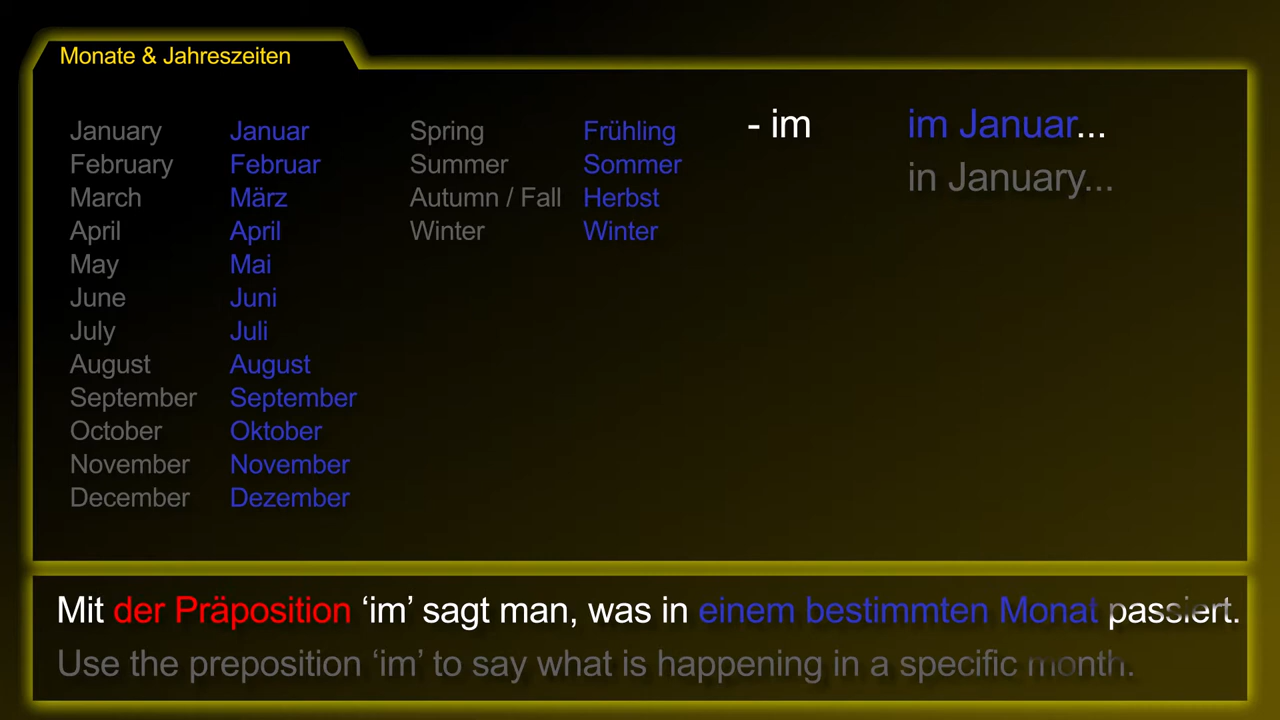 Monate & Jahreszeiten
January Januar Spring Frühling - im im Januar...
February Februar Summer Sommer in January...
March März Autumn / Fall Herbst
April April Winter Winter
May Mai
June Juni
July Juli
August August
September September
October Oktober
November November
December Dezember
Mit der Präposition ‘im’ sagt man, was in einem bestimmten Monat passiert.
Use the preposition ‘im’ to say what is happening in a specific month.